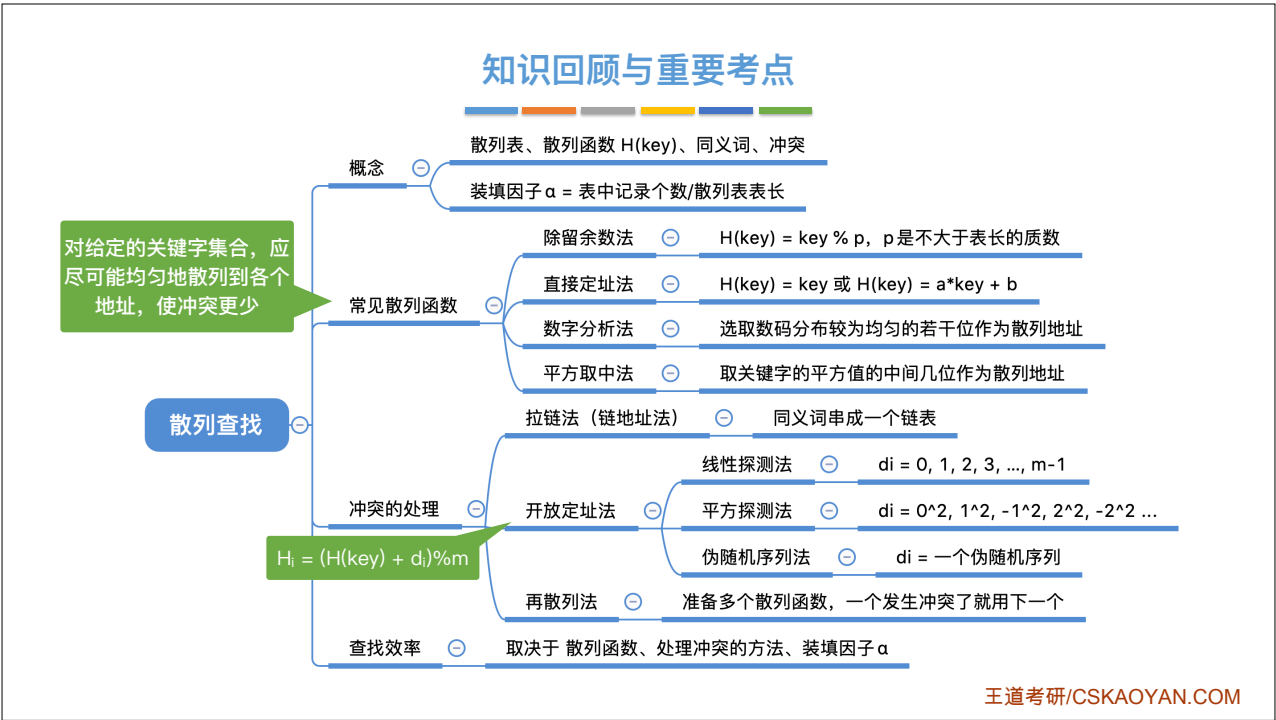 知识回顾与重要考点
散列表、散列函数 H(key)、同义词、冲突
概念
装填因子α = 表中记录个数/散列表表长
对给定的关键字集合，应
尽可能均匀地散列到各个
地址，使冲突更少
除留余数法
H(key) = key % p，p是不大于表长的质数
直接定址法
H(key) = key 或 H(key) = a*key + b
常见散列函数
数字分析法
选取数码分布较为均匀的若干位作为散列地址
平方取中法
取关键字的平方值的中间几位作为散列地址
散列查找
拉链法（链地址法）
同义词串成一个链表
线性探测法
di = 0, 1, 2, 3, …, m-1
冲突的处理
开放定址法
平方探测法
di = 0^2, 1^2, -1^2, 2^2, -2^2 ...
Hᵢ = (H(key) + dᵢ)%m
伪随机序列法
di = 一个伪随机序列
再散列法
准备多个散列函数，一个发生冲突了就用下一个
查找效率
取决于 散列函数、处理冲突的方法、装填因子α
王道考研/CSKAOYAN.COM